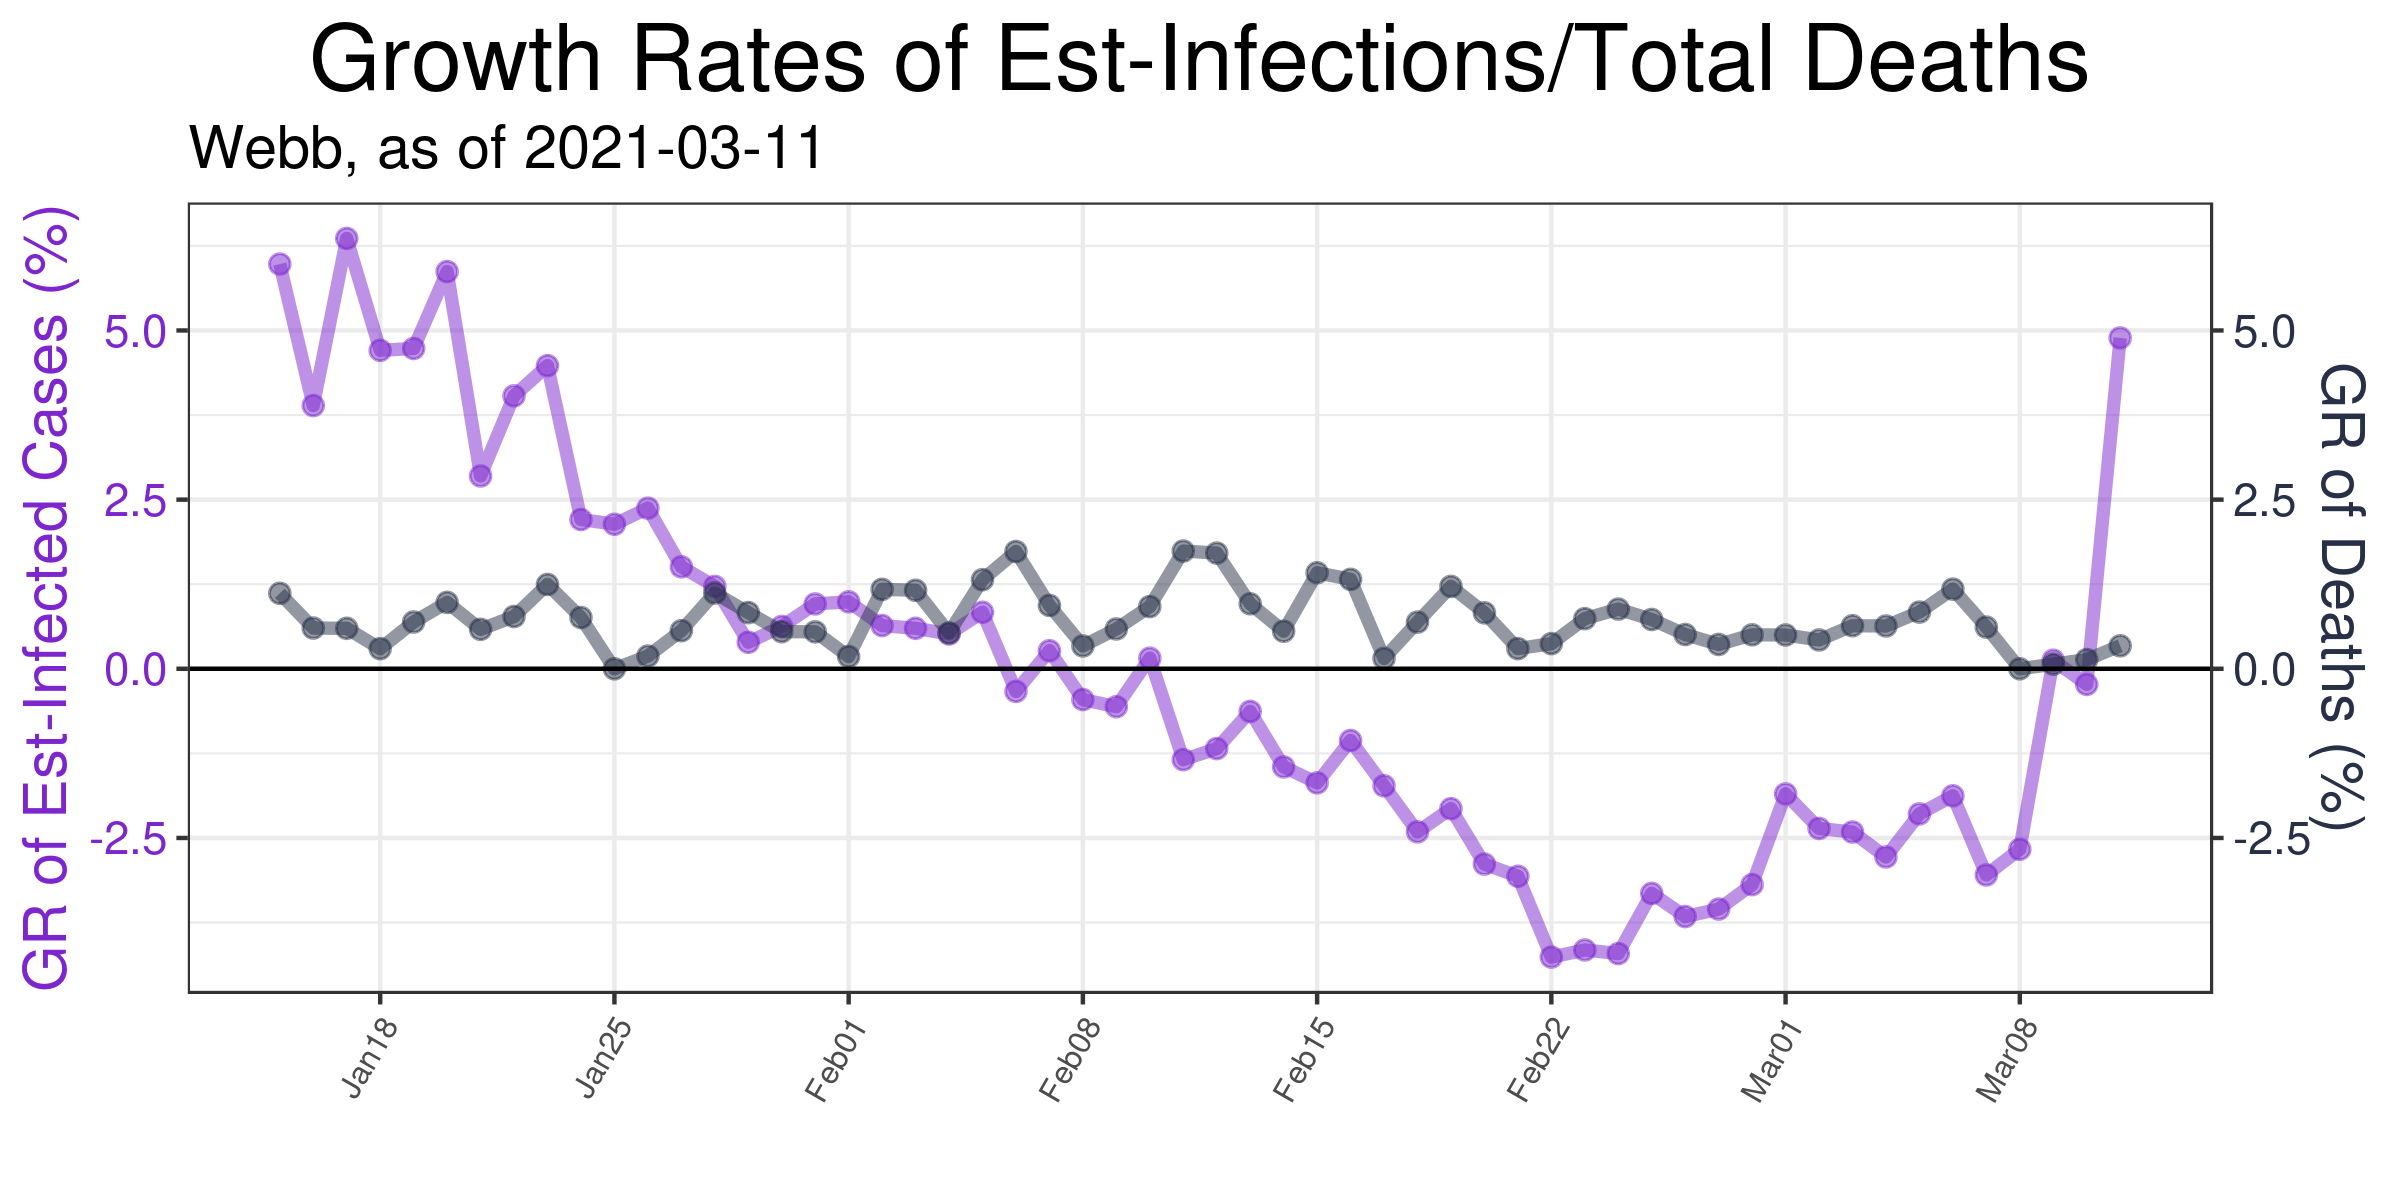 Growth Rates of Est-Infections/Total Deaths
Webb, as of 2021-03-11
GR of Est-Infected Cases (%)
5.0
2.5
0.0
-2.5
5.0
2.5
0.0
-2.5
GR of Deaths (%)
Jan18
Jan25
Feb01
Feb08
Feb15
Feb22
Mar01
Mar08